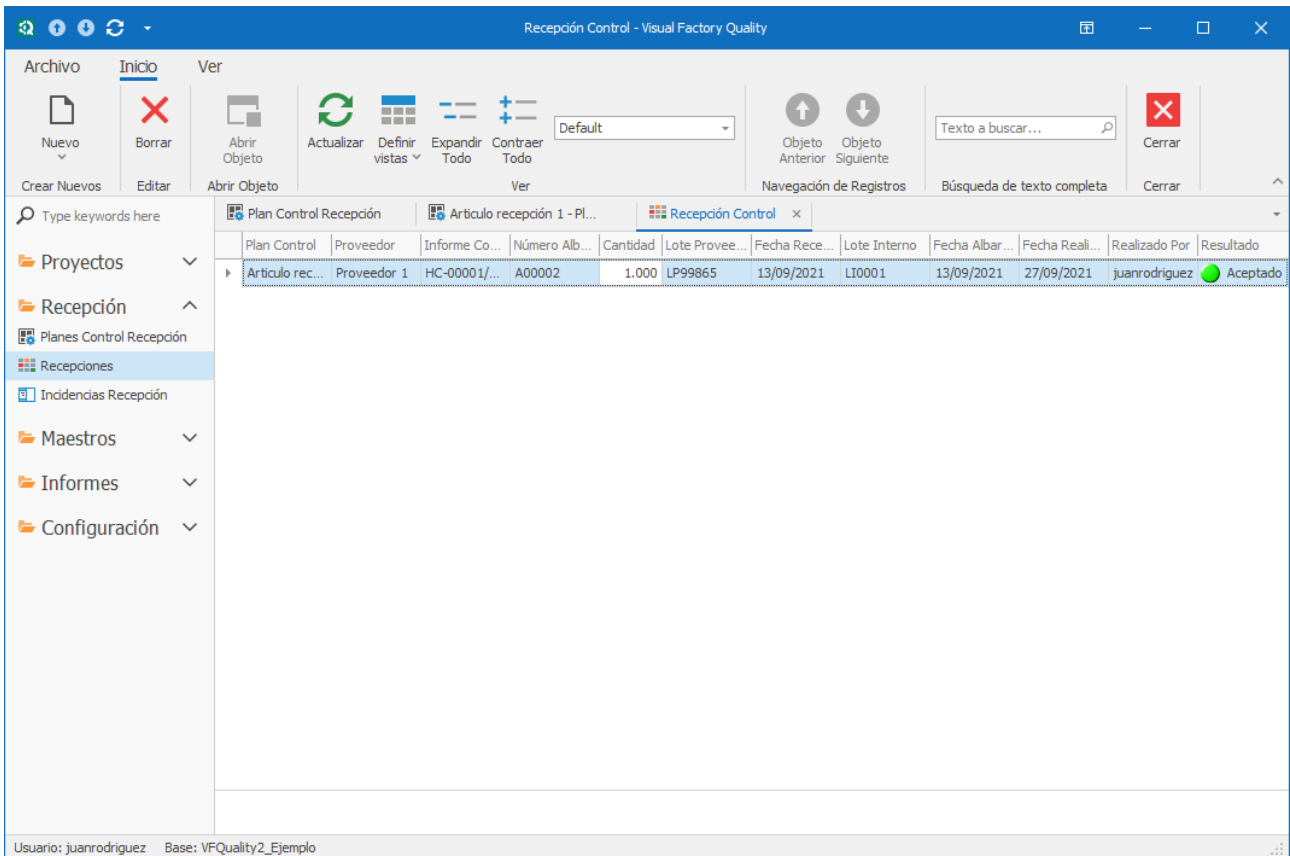 Recepción Control - Visual Factory Quality
Archivo Inicio Ver
Nuevo
Borrar
Abrir Objeto
Actualizar
Definir vistas
Expandir Todo
Contraer Todo
Default
Objeto Anterior
Objeto Siguiente
Texto a buscar...
Cerrar
Crear Nuevos Editar Abrir Objeto Ver Navegación de Registros Búsqueda de texto completa Cerrar
Type keywords here
Plan Control Recepción Articulo recepción 1 - Pl... Recepción Control
Proyectos
Recepción
Planes Control Recepción
Recepciones
Incidencias Recepción
Maestros
Informes
Configuración
Plan Control Proveedor Informe Co... Número Alb... Cantidad Lote Provee... Fecha Rece... Lote Interno Fecha Albar... Fecha Reali... Realizado Por Resultado
Articulo rec... Proveedor 1 HC-00001/... A00002 1.000 LP99865 13/09/2021 LI0001 13/09/2021 27/09/2021 juanrodriguez Aceptado
Usuario: juanrodriguez Base: VFQuality2_Ejemplo